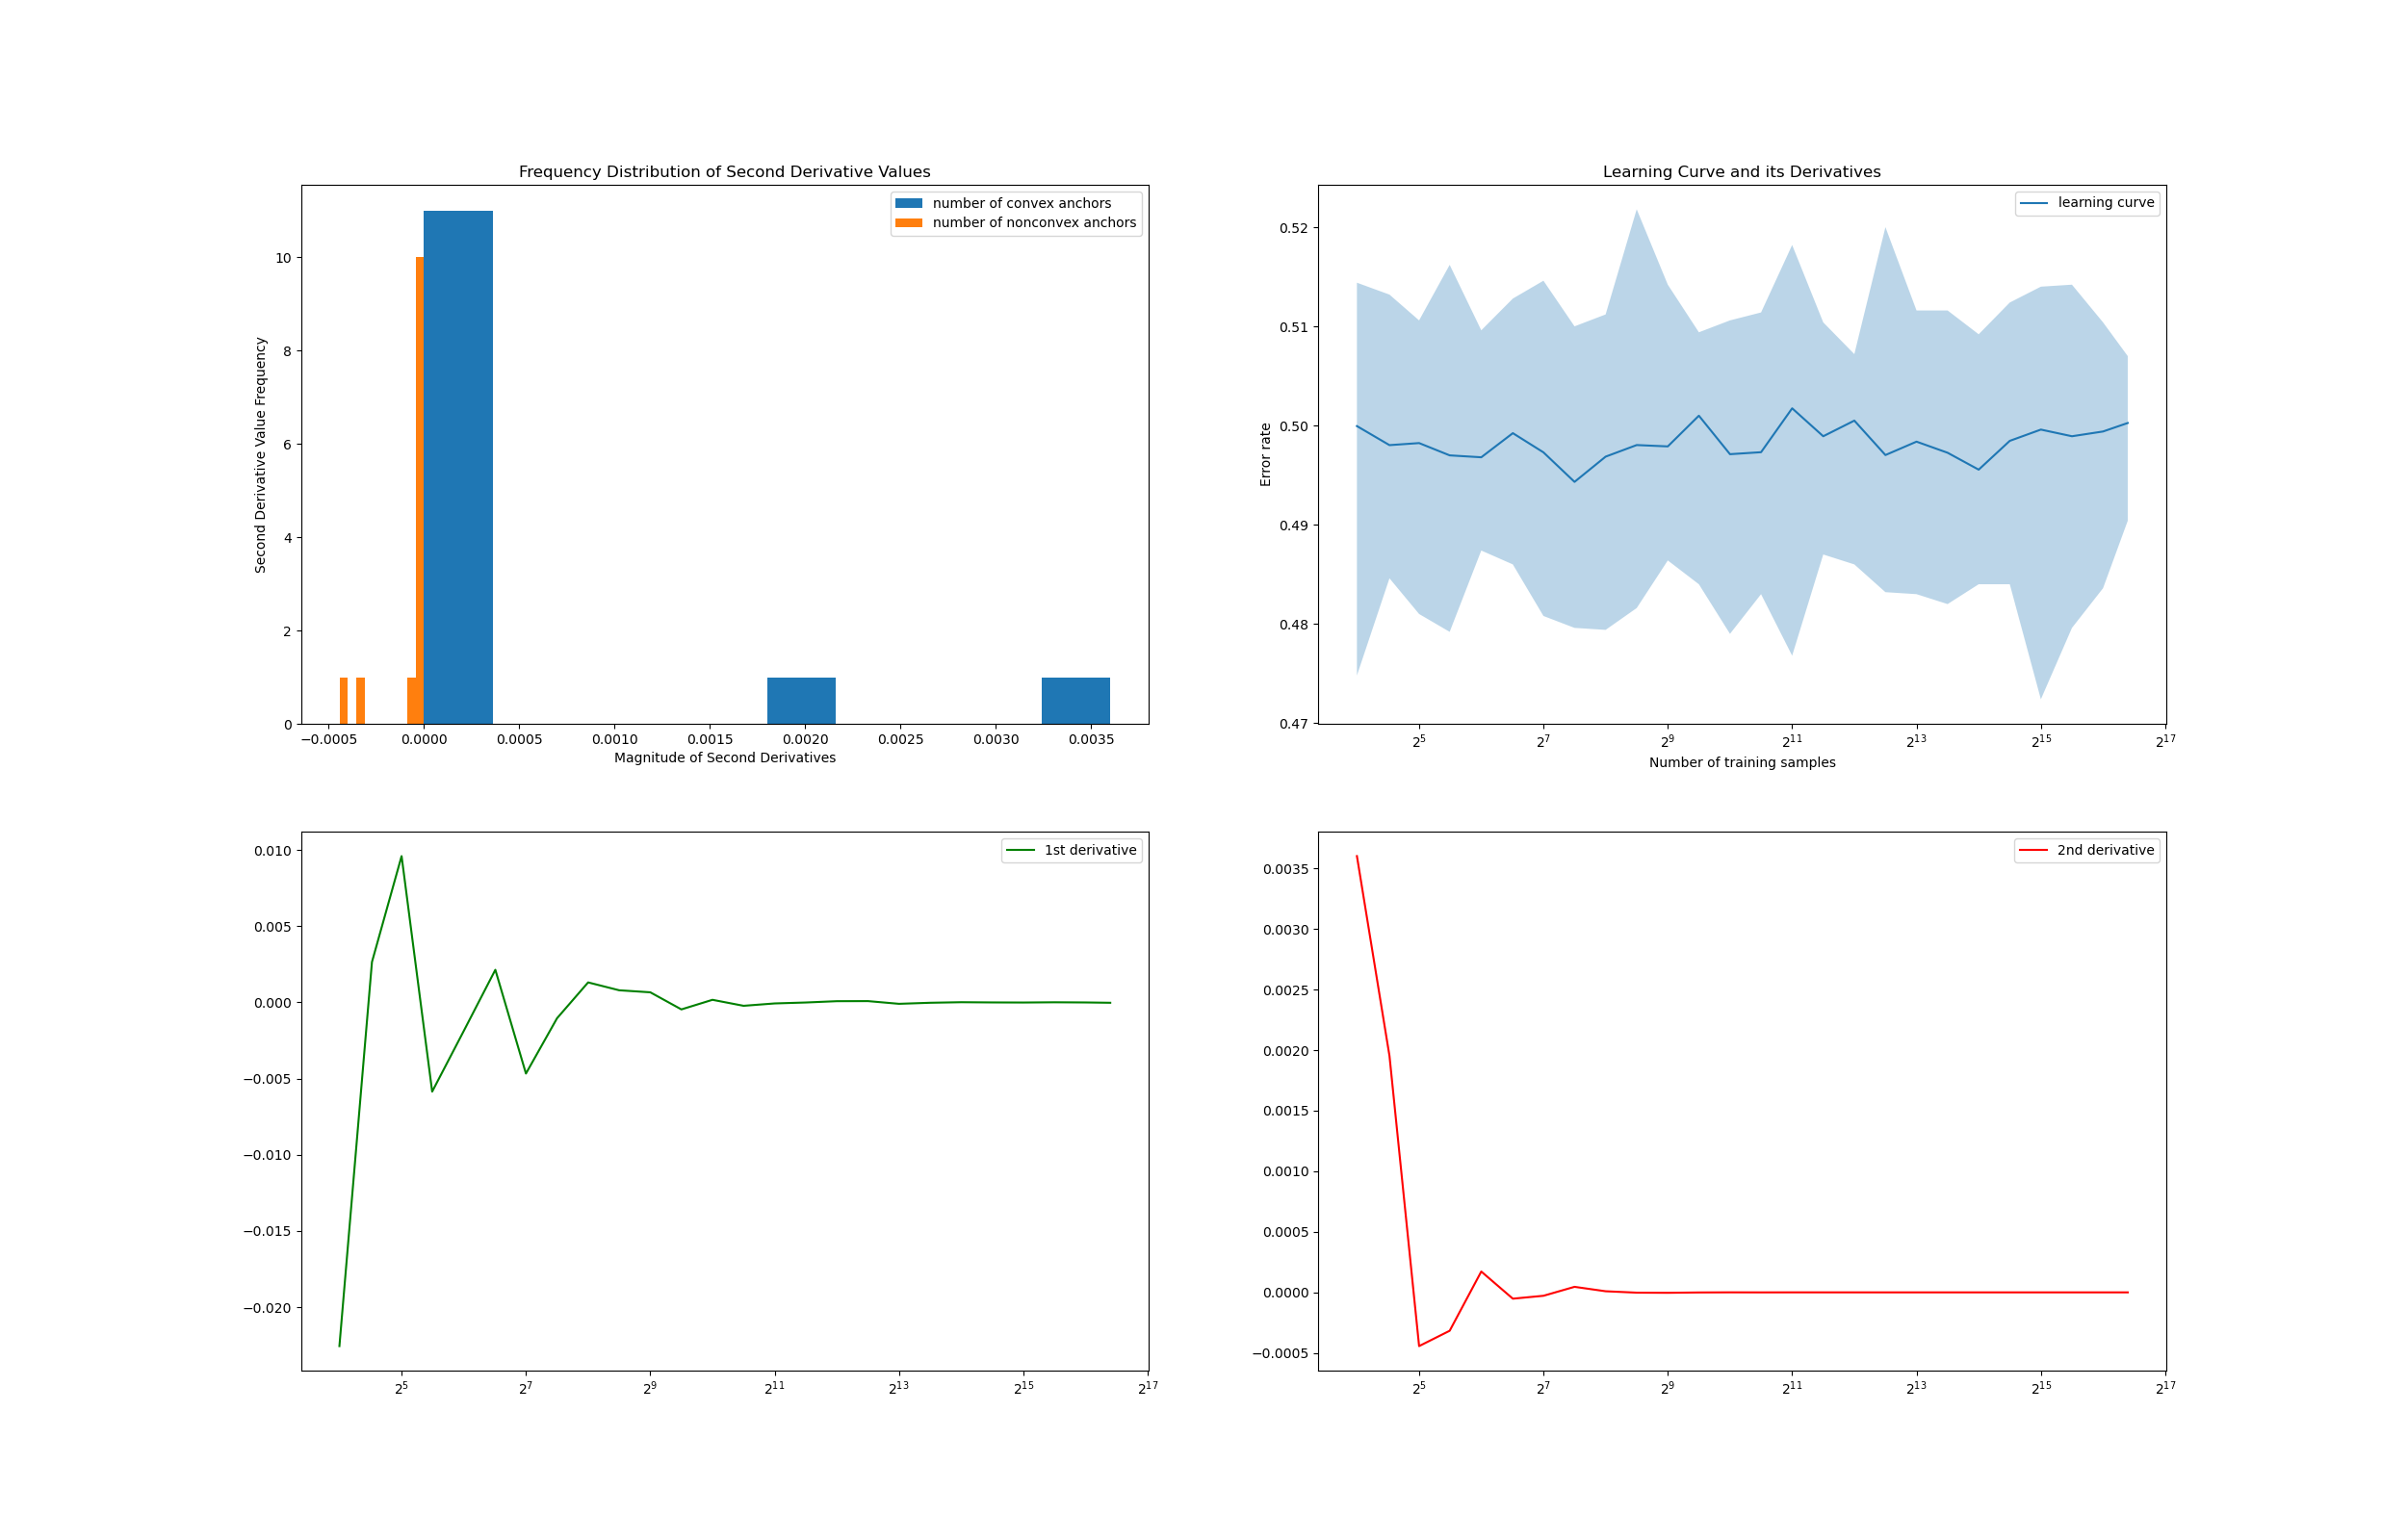 Frequency Distribution of Second Derivative Values
number of convex anchors
number of nonconvex anchors
10
8
6
4
2
0
Second Derivative Value Frequency
−0.0005 0.0000 0.0005 0.0010 0.0015 0.0020 0.0025 0.0030 0.0035
Magnitude of Second Derivatives
Learning Curve and its Derivatives
learning curve
0.52
0.51
0.50
0.49
0.48
0.47
Error rate
2^5 2^7 2^9 2^11 2^13 2^15 2^17
Number of training samples
1st derivative
0.010
0.005
0.000
−0.005
−0.010
−0.015
−0.020
2^5 2^7 2^9 2^11 2^13 2^15 2^17
2nd derivative
0.0035
0.0030
0.0025
0.0020
0.0015
0.0010
0.0005
0.0000
−0.0005
2^5 2^7 2^9 2^11 2^13 2^15 2^17